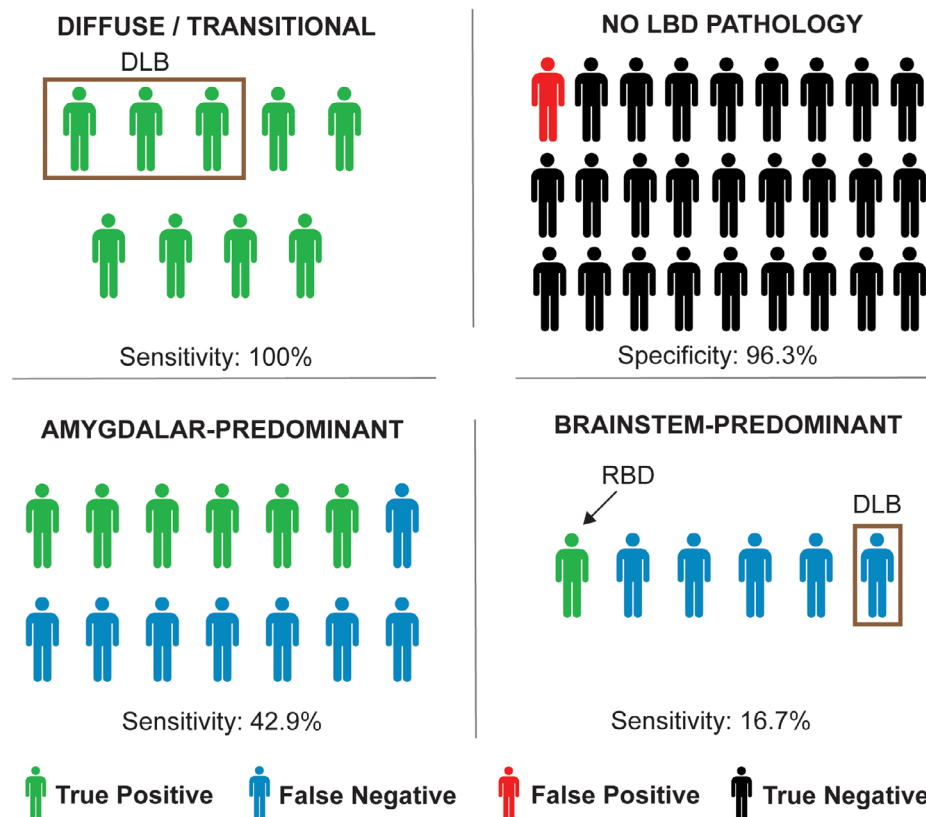 DIFFUSE / TRANSITIONAL
DLB
Sensitivity: 100%
NO LBD PATHOLOGY
Specificity: 96.3%
AMYGDALAR-PREDOMINANT
Sensitivity: 42.9%
BRAINSTEM-PREDOMINANT
RBD
DLB
Sensitivity: 16.7%
True Positive
False Negative
False Positive
True Negative